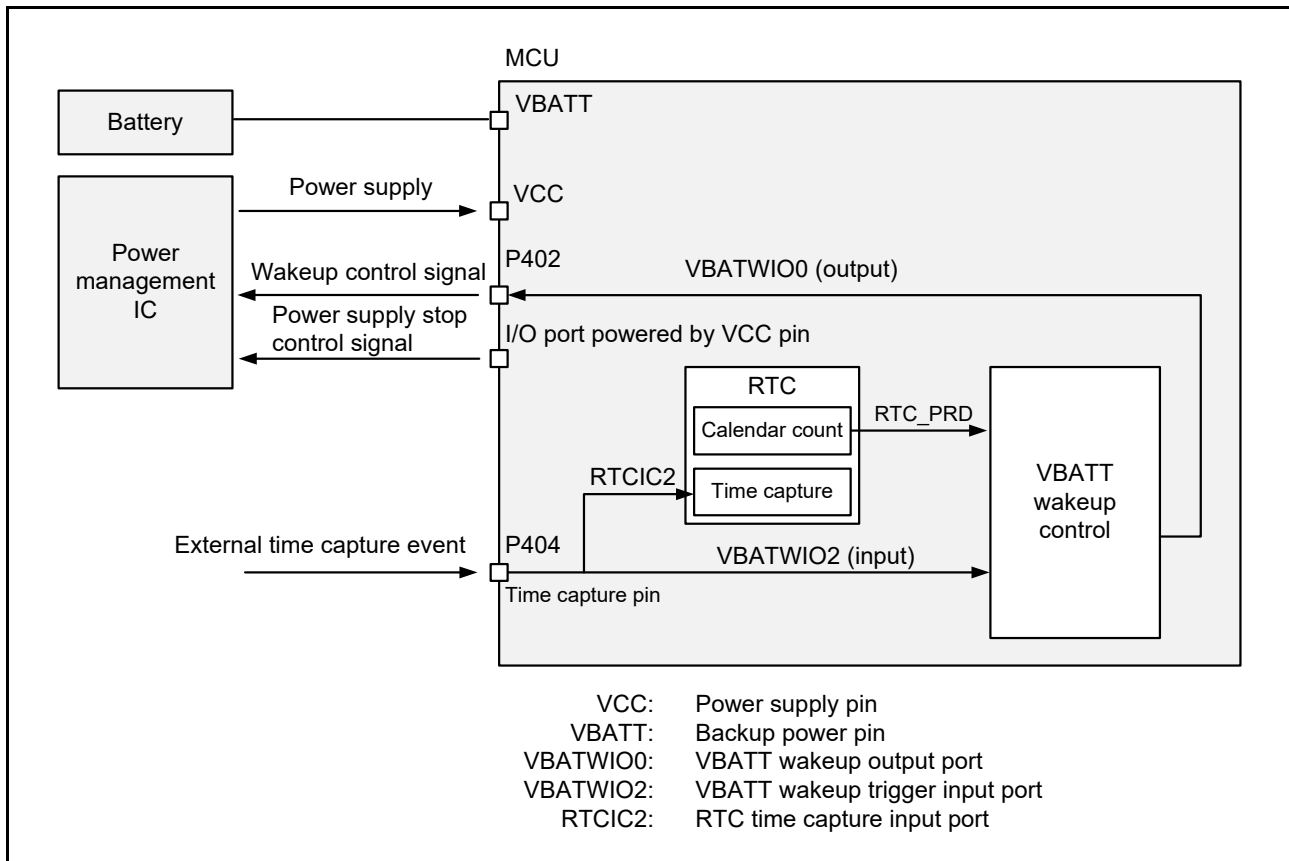 MCU
VBATT
Battery
Power supply
VCC
Power
management
IC
P402
Wakeup control signal
VBATWIO0 (output)
Power supply stop
control signal
I/O port powered by VCC pin
RTC
Calendar count
RTC_PRD
RTCIC2
Time capture
VBATT
wakeup
control
External time capture event
P404
VBATWIO2 (input)
Time capture pin
VCC: Power supply pin
VBATT: Backup power pin
VBATWIO0: VBATT wakeup output port
VBATWIO2: VBATT wakeup trigger input port
RTCIC2: RTC time capture input port